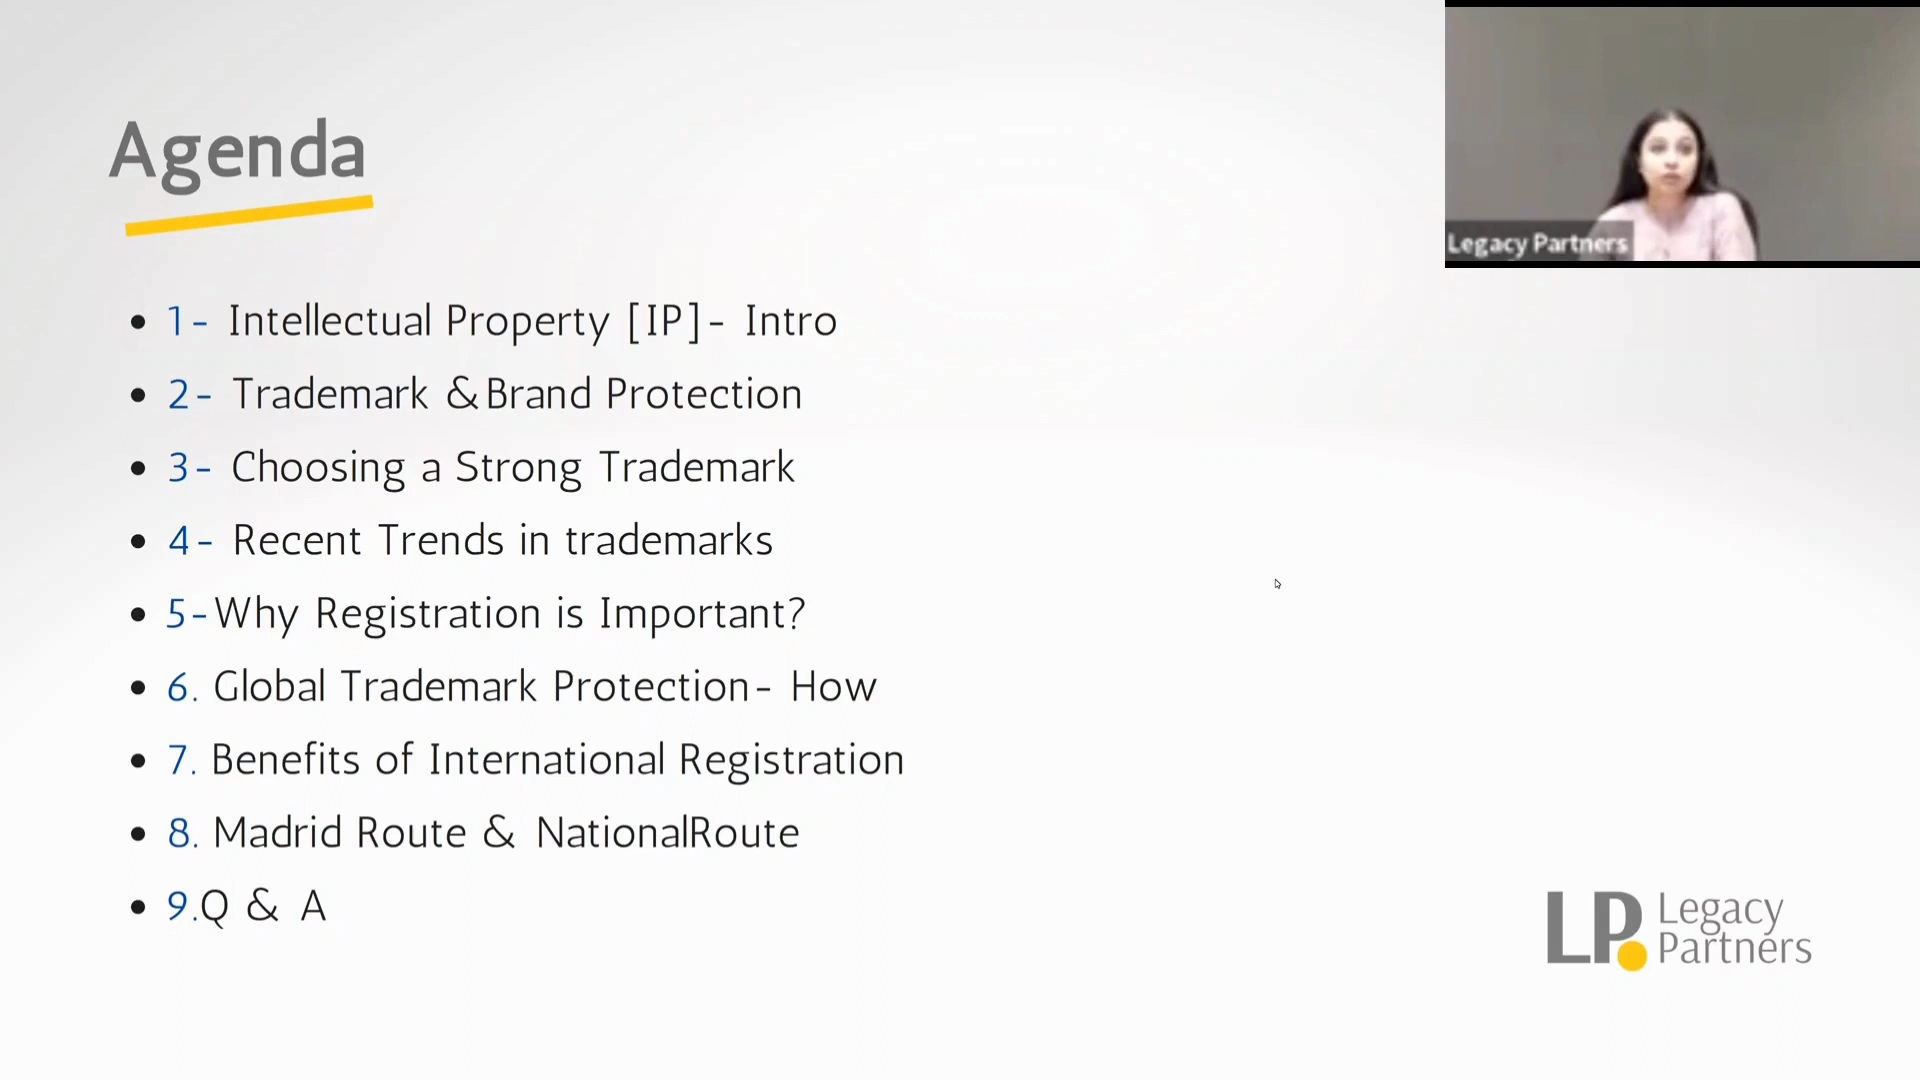 Agenda
Legacy Partners
• 1- Intellectual Property [IP]- Intro
• 2- Trademark &Brand Protection
• 3- Choosing a Strong Trademark
• 4- Recent Trends in trademarks
• 5-Why Registration is Important?
• 6. Global Trademark Protection- How
• 7. Benefits of International Registration
• 8. Madrid Route & NationalRoute
• 9.Q & A
LP.
Legacy
Partners